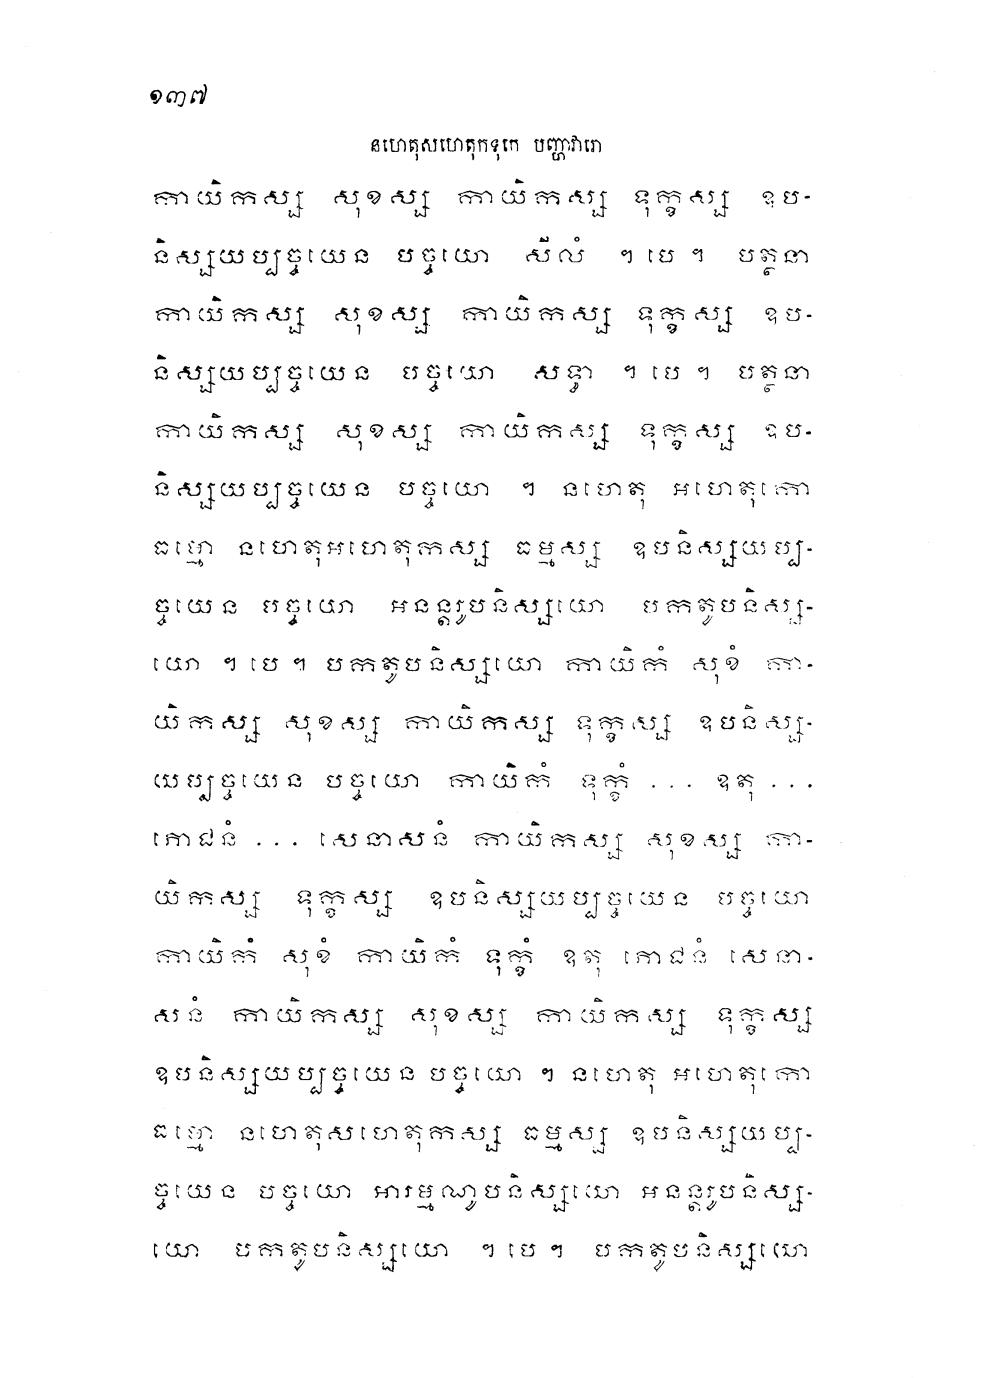 ១៣៧
នហេតុសហេតុកទុកេ បញ្ហាវារោ
កាយិកស្ស សុខស្ស កាយិកស្ស ទុក្ខស្ស ឧប-
និស្សយប្បច្ចយេន បច្ចយោ សីលំ ។ បេ ។ បត្ថនា
កាយិកស្ស សុខស្ស កាយិកស្ស ទុក្ខស្ស ឧប-
និស្សយប្បច្ចយេន បច្ចយោ សទ្ធា ។ បេ ។ បត្ថនា
កាយិកស្ស សុខស្ស កាយិកស្ស ទុក្ខស្ស ឧប-
និស្សយប្បច្ចយេន បច្ចយោ ។ នហេតុ អហេតុកោ
ធម្មោ នហេតុអហេតុកស្ស ធម្មស្ស ឧបនិស្សយប្ប-
ច្ចយេន បច្ចយោ អនន្តរូបនិស្សយោ បកតូបនិស្ស-
យោ ។ បេ ។ បកតូបនិស្សយោ កាយិកំ សុខំ កា-
យិកស្ស សុខស្ស កាយិកស្ស ទុក្ខស្ស ឧបនិស្ស-
យប្បច្ចយេន បច្ចយោ កាយិកំ ទុក្ខំ ... ឧតុ ...
ភោជនំ ... សេនាសនំ កាយិកស្ស សុខស្ស កា-
យិកស្ស ទុក្ខស្ស ឧបនិស្សយប្បច្ចយេន បច្ចយោ
កាយិកំ សុខំ កាយិកំ ទុក្ខំ ឧតុ ភោជនំ សេនា-
សនំ កាយិកស្ស សុខស្ស កាយិកស្ស ទុក្ខស្ស
ឧបនិស្សយប្បច្ចយេន បច្ចយោ ។ នហេតុ អហេតុកោ
ធម្មោ នហេតុសហេតុកស្ស ធម្មស្ស ឧបនិស្សយប្ប-
ច្ចយេន បច្ចយោ អារម្មណូបនិស្សយោ អនន្តរូបនិស្ស-
យោ បកតូបនិស្សយោ ។ បេ ។ បកតូបនិស្សយោ